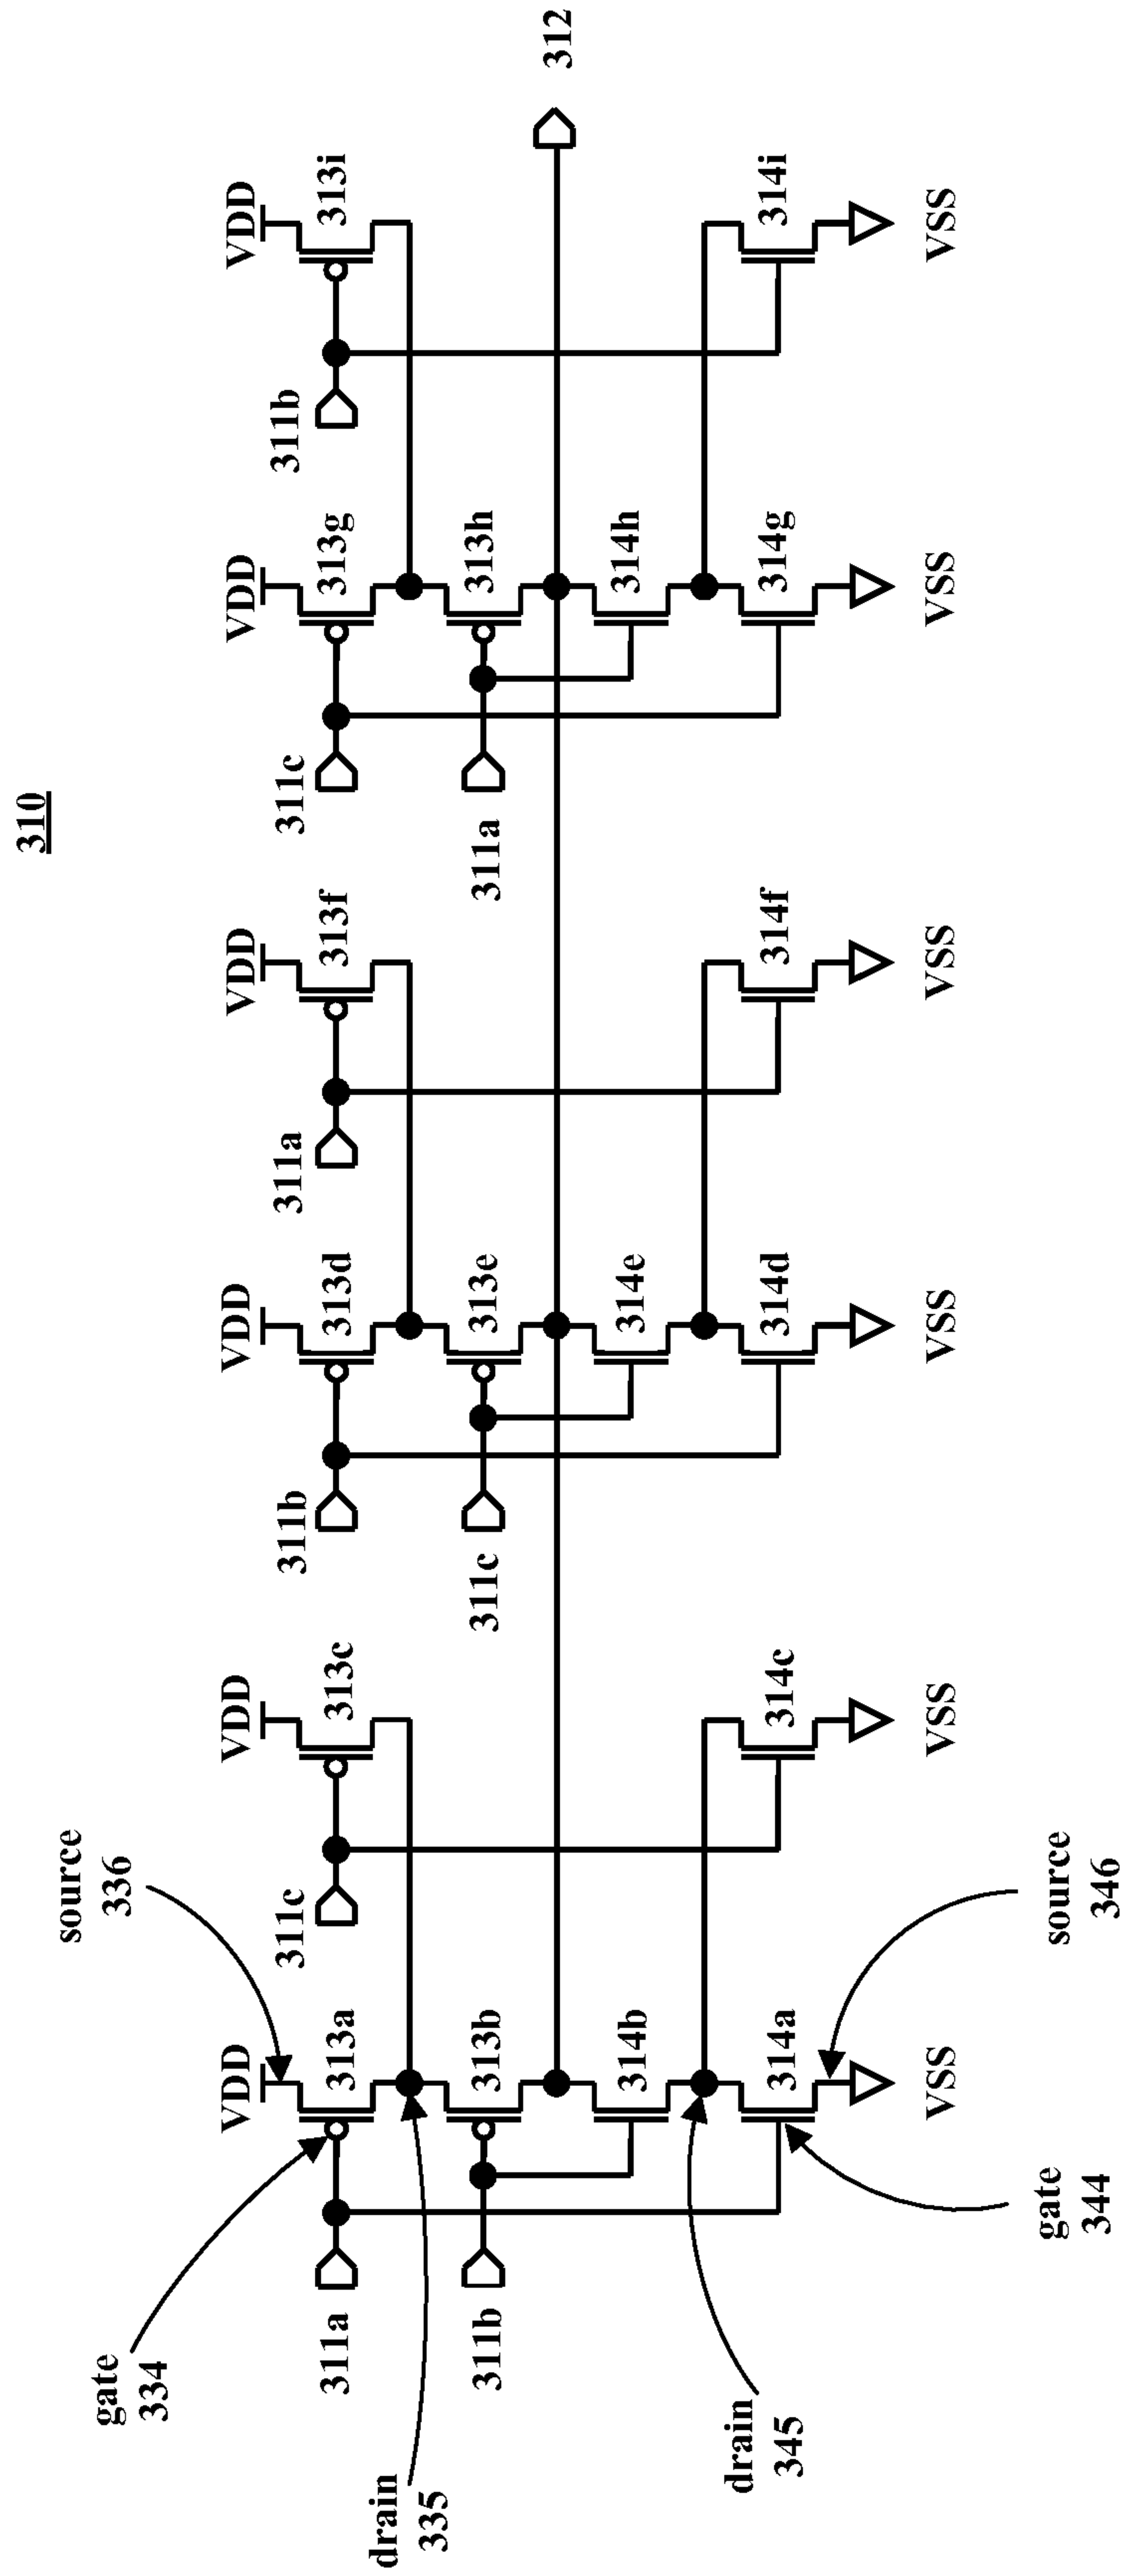 310
source
336
source
346
gate
334
gate
344
drain
335
drain
345
VDD
VDD
VDD
VDD
VDD
VDD
311a
313a
311c
313c
311b
313d
311a
313f
311c
313g
311b
313i
311b
313b
311c
313e
311a
313h
312
314b
314e
314h
314a
314c
314d
314f
314g
314i
VSS
VSS
VSS
VSS
VSS
VSS